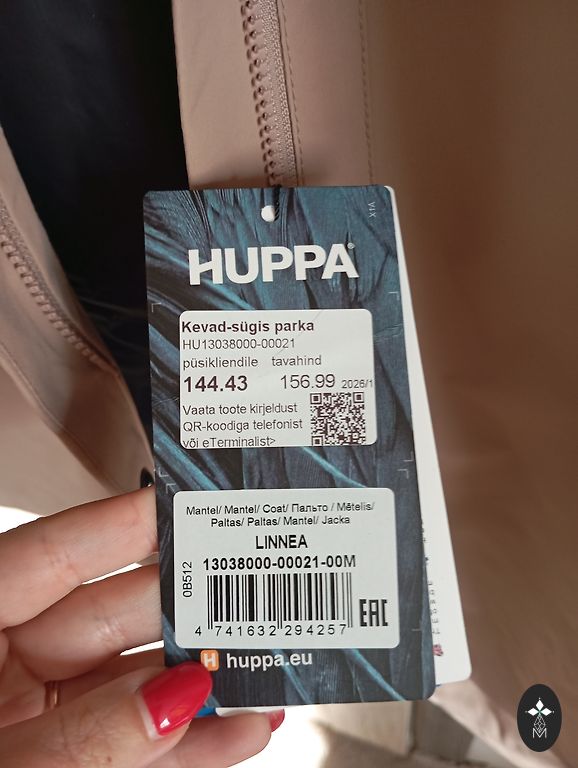 HUPPA®
Kevad-sügis parka
HU13038000-00021
püsikliendile tavahind
144.43 156.99 2026/1
Vaata toote kirjeldust
QR-koodiga telefonist
või eTerminalist>
Mantel/ Mantel/ Coat/ Пальто / Mētelis/
Paltas/ Paltas/ Mantel/ Jacka
LINNEA
13038000-00021-00M
0B512
4 741632 294257
EAC
H huppa.eu
M